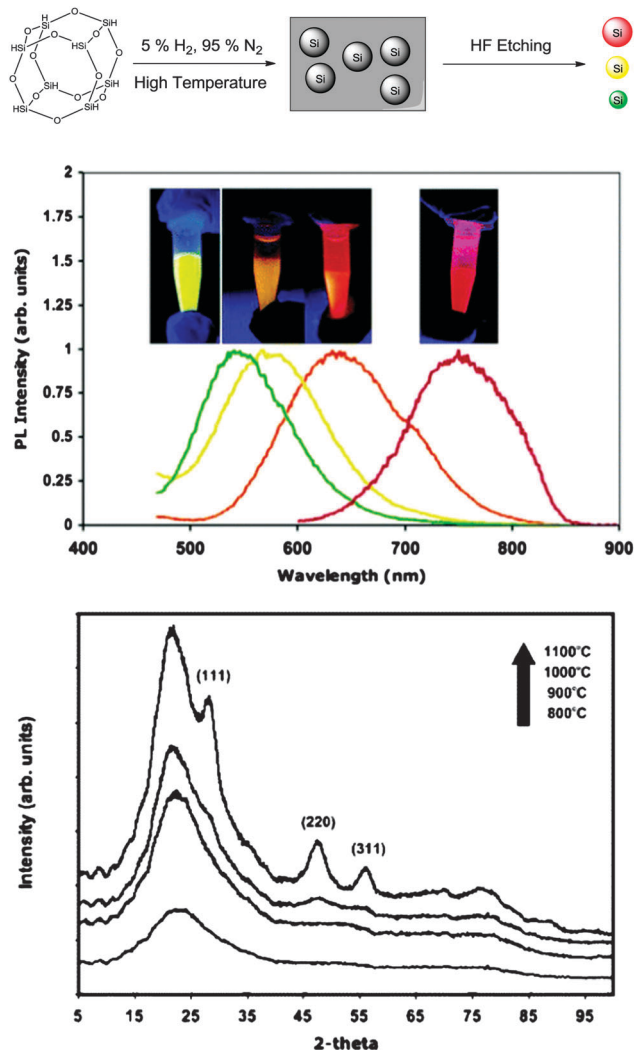 H
Si
O
SiH
O
HSi
HSi
O
O
O
O
O
SiH
O
SiH
O
O
HSi
SiH
O
O
5 % H2, 95 % N2
High Temperature
Si
Si
Si
Si
Si
HF Etching
Si
Si
Si
PL Intensity (arb. units)
2
1.75
1.5
1.25
1
0.75
0.5
0.25
0
400
500
600
700
800
900
Wavelength (nm)
Intensity (arb. units)
(111)
(220)
(311)
1100°C
1000°C
900°C
800°C
5
15
25
35
45
55
65
75
85
95
2-theta